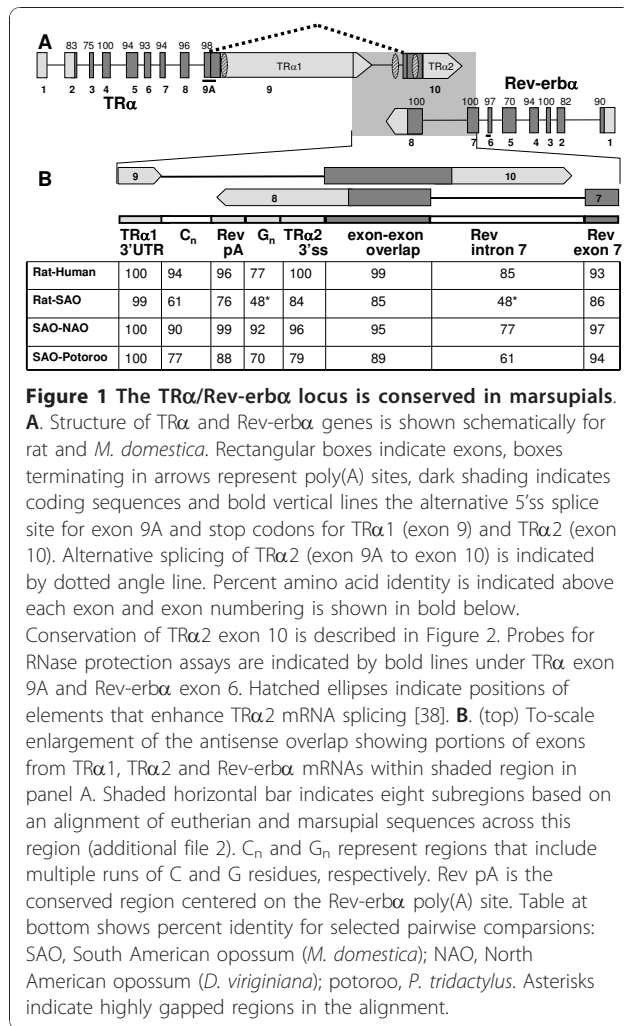 A
83 75 100 94 93 94 96 98
TRα1
TRα2
1 2 3 4 5 6 7 8 9A 9 10
TRα
Rev-erbα
100 100 97 70 94 100 82 90
8 7 6 5 4 3 2 1
B
9 10
8 7
TRα1 3'UTR Cn Rev pA Gn TRα2 3'ss exon-exon overlap Rev intron 7 Rev exon 7
Rat-Human 100 94 96 77 100 99 85 93
Rat-SAO 99 61 76 48* 84 85 48* 86
SAO-NAO 100 90 99 92 96 95 77 97
SAO-Potoroo 100 77 88 70 79 89 61 94
Figure 1 The TRα/Rev-erbα locus is conserved in marsupials.
A. Structure of TRα and Rev-erbα genes is shown schematically for
rat and M. domestica. Rectangular boxes indicate exons, boxes
terminating in arrows represent poly(A) sites, dark shading indicates
coding sequences and bold vertical lines the alternative 5'ss splice
site for exon 9A and stop codons for TRα1 (exon 9) and TRα2 (exon
10). Alternative splicing of TRα2 (exon 9A to exon 10) is indicated
by dotted angle line. Percent amino acid identity is indicated above
each exon and exon numbering is shown in bold below.
Conservation of TRα2 exon 10 is described in Figure 2. Probes for
RNase protection assays are indicated by bold lines under TRα exon
9A and Rev-erbα exon 6. Hatched ellipses indicate positions of
elements that enhance TRα2 mRNA splicing [38]. B. (top) To-scale
enlargement of the antisense overlap showing portions of exons
from TRα1, TRα2 and Rev-erbα mRNAs within shaded region in
panel A. Shaded horizontal bar indicates eight subregions based on
an alignment of eutherian and marsupial sequences across this
region (additional file 2). Cn and Gn represent regions that include
multiple runs of C and G residues, respectively. Rev pA is the
conserved region centered on the Rev-erbα poly(A) site. Table at
bottom shows percent identity for selected pairwise comparsions:
SAO, South American opossum (M. domestica); NAO, North
American opossum (D. viriginiana); potoroo, P. tridactylus. Asterisks
indicate highly gapped regions in the alignment.